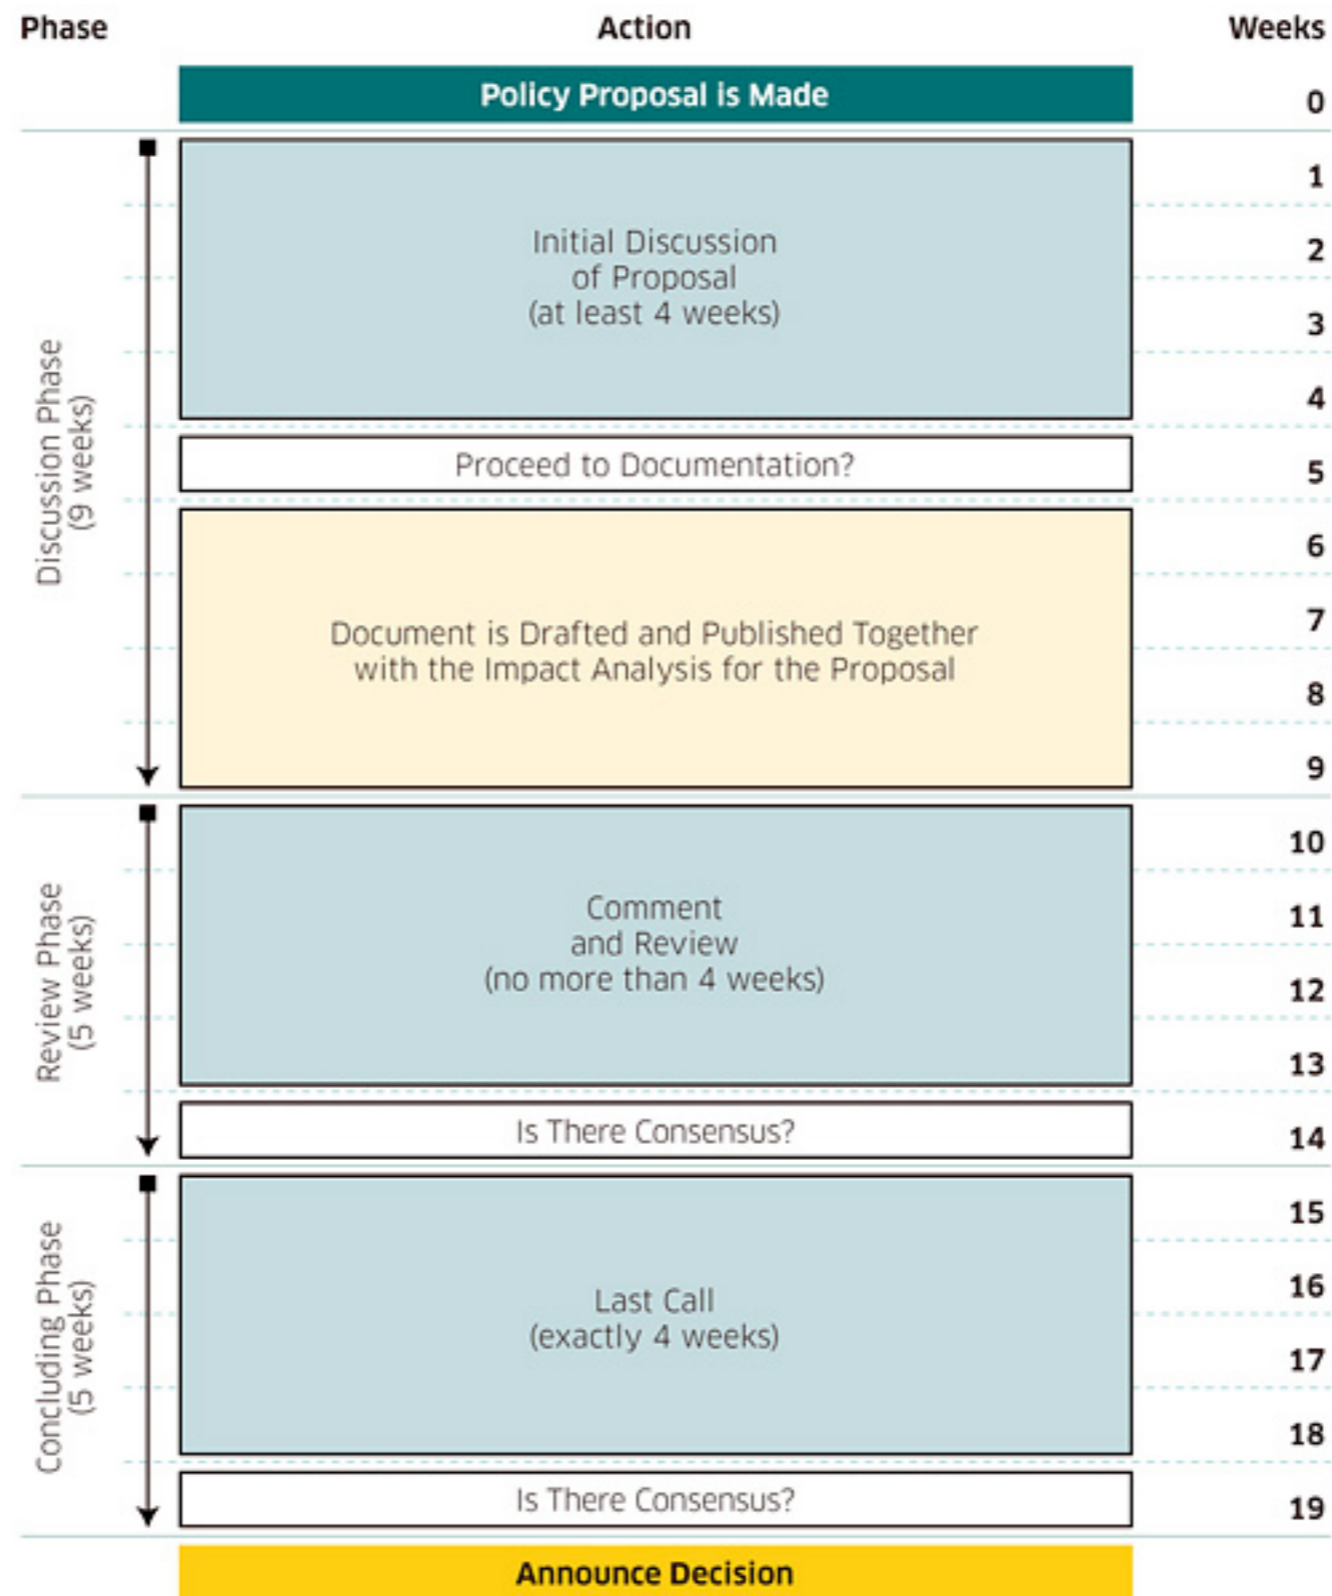 Phase Action Weeks
Policy Proposal is Made 0
Discussion Phase
(9 weeks)
1
Initial Discussion
2
of Proposal
(at least 4 weeks)
3
4
Proceed to Documentation? 5
6
Document is Drafted and Published Together
7
with the Impact Analysis for the Proposal
8
9
Review Phase
(5 weeks)
10
Comment
11
and Review
(no more than 4 weeks)
12
13
Is There Consensus? 14
Concluding Phase
(5 weeks)
15
Last Call
16
(exactly 4 weeks)
17
18
Is There Consensus? 19
Announce Decision